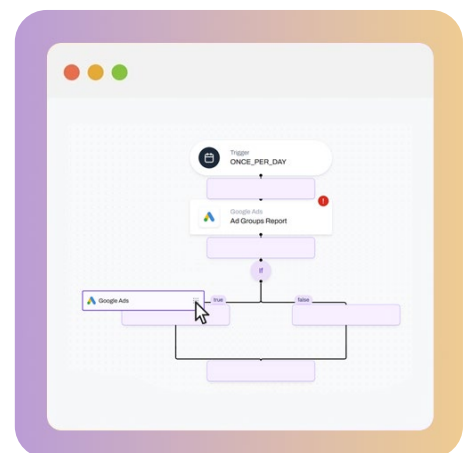 Trigger
ONCE_PER_DAY
Google Ads
Ad Groups Report
!
If
Google Ads
true
false